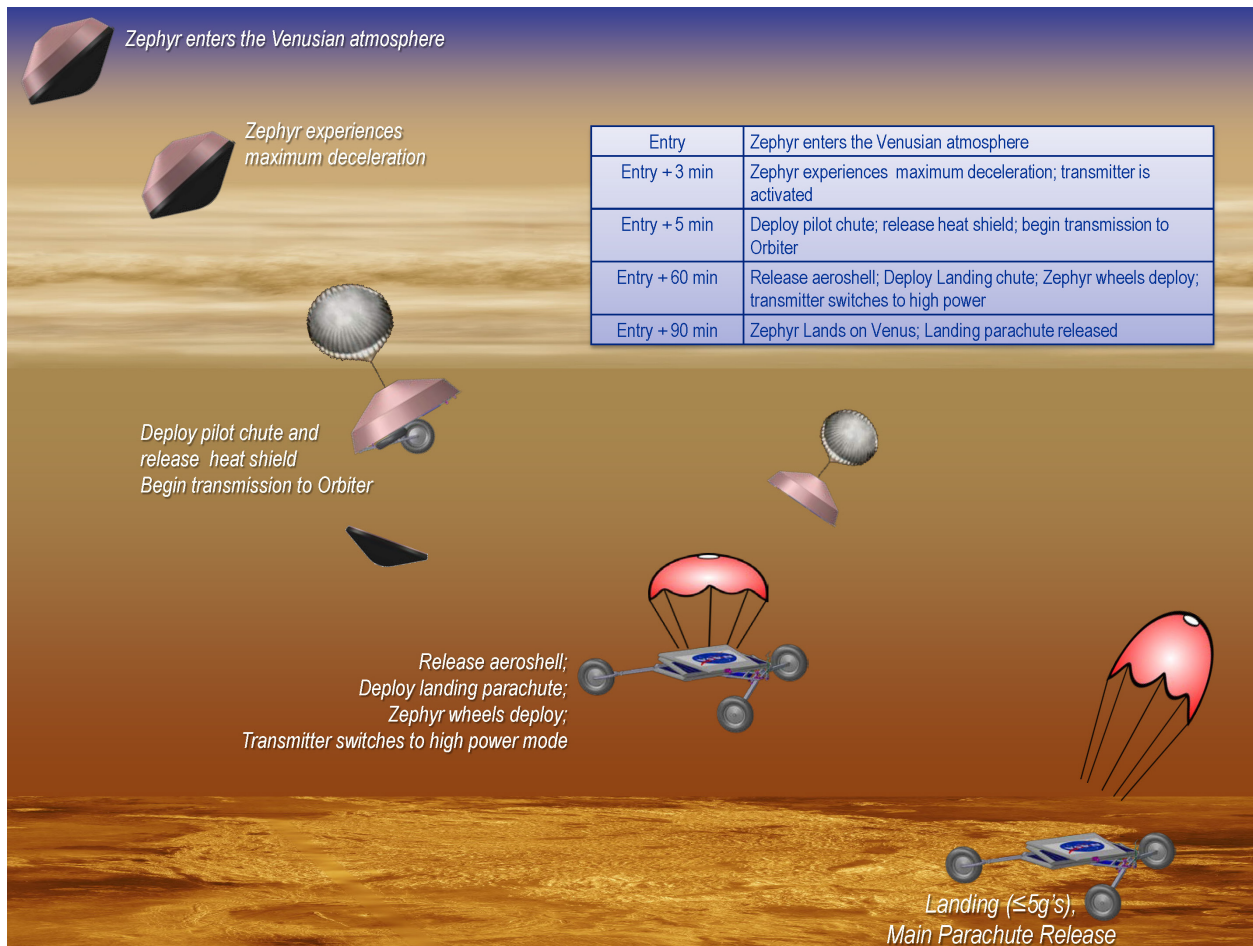 Zephyr enters the Venusian atmosphere
Zephyr experiences
maximum deceleration
Entry Zephyr enters the Venusian atmosphere
Entry + 3 min Zephyr experiences maximum deceleration; transmitter is
activated
Entry + 5 min Deploy pilot chute; release heat shield; begin transmission to
Orbiter
Entry + 60 min Release aeroshell; Deploy Landing chute; Zephyr wheels deploy;
transmitter switches to high power
Entry + 90 min Zephyr Lands on Venus; Landing parachute released
Deploy pilot chute and
release heat shield
Begin transmission to Orbiter
Release aeroshell;
Deploy landing parachute;
Zephyr wheels deploy;
Transmitter switches to high power mode
NASA
NASA
Landing (≤5g's),
Main Parachute Release